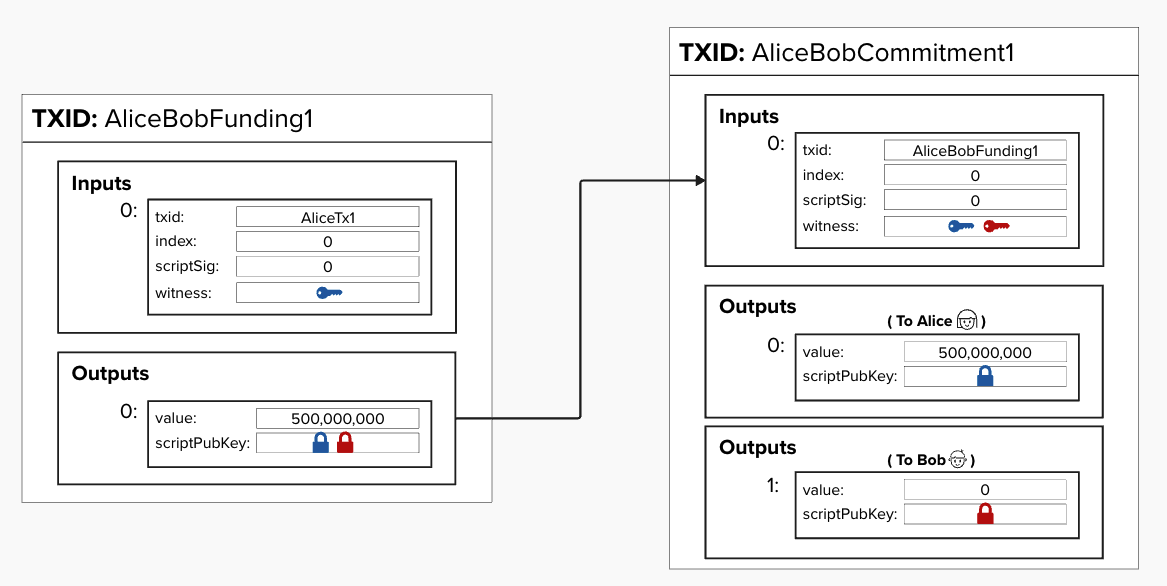 TXID: AliceBobFunding1
Inputs
0:
txid: AliceTx1
index: 0
scriptSig: 0
witness:
Outputs
0:
value: 500,000,000
scriptPubKey:
TXID: AliceBobCommitment1
Inputs
0:
txid: AliceBobFunding1
index: 0
scriptSig: 0
witness:
Outputs
( To Alice )
0:
value: 500,000,000
scriptPubKey:
Outputs
( To Bob )
1:
value: 0
scriptPubKey: